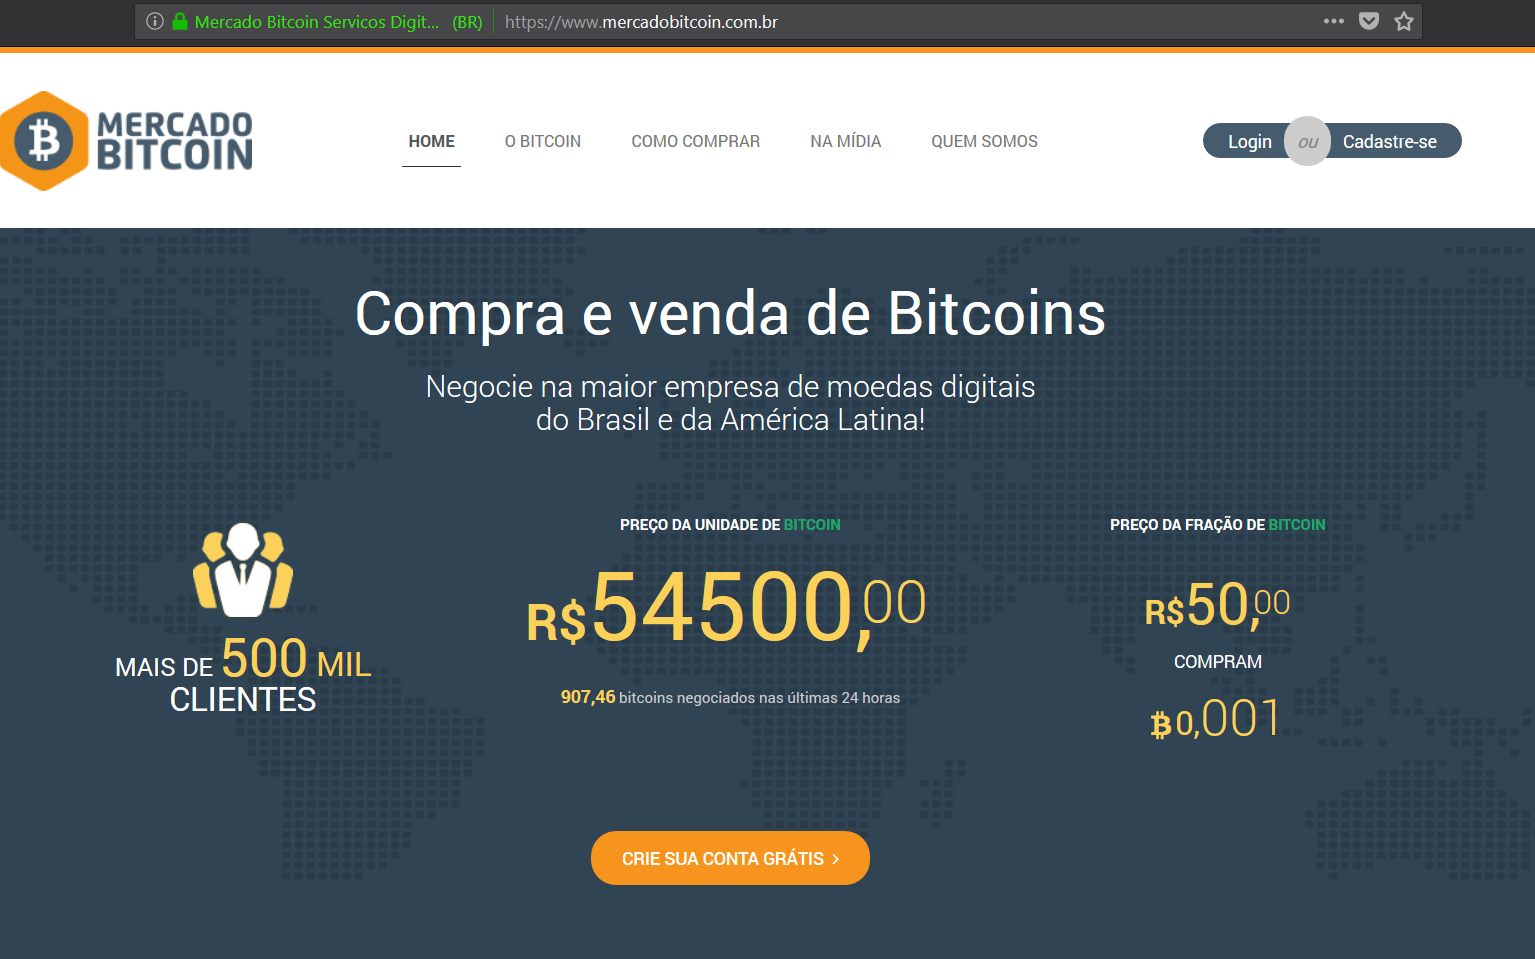 Mercado Bitcoin Servicos Digit... (BR) https://www.mercadobitcoin.com.br
MERCADO
BITCOIN
HOME O BITCOIN COMO COMPRAR NA MÍDIA QUEM SOMOS
Login ou Cadastre-se
Compra e venda de Bitcoins
Negocie na maior empresa de moedas digitais
do Brasil e da América Latina!
MAIS DE 500 MIL
CLIENTES
PREÇO DA UNIDADE DE BITCOIN
R$54500,00
907,46 bitcoins negociados nas últimas 24 horas
PREÇO DA FRAÇÃO DE BITCOIN
R$50,00
COMPRAM
₿0,001
CRIE SUA CONTA GRÁTIS >